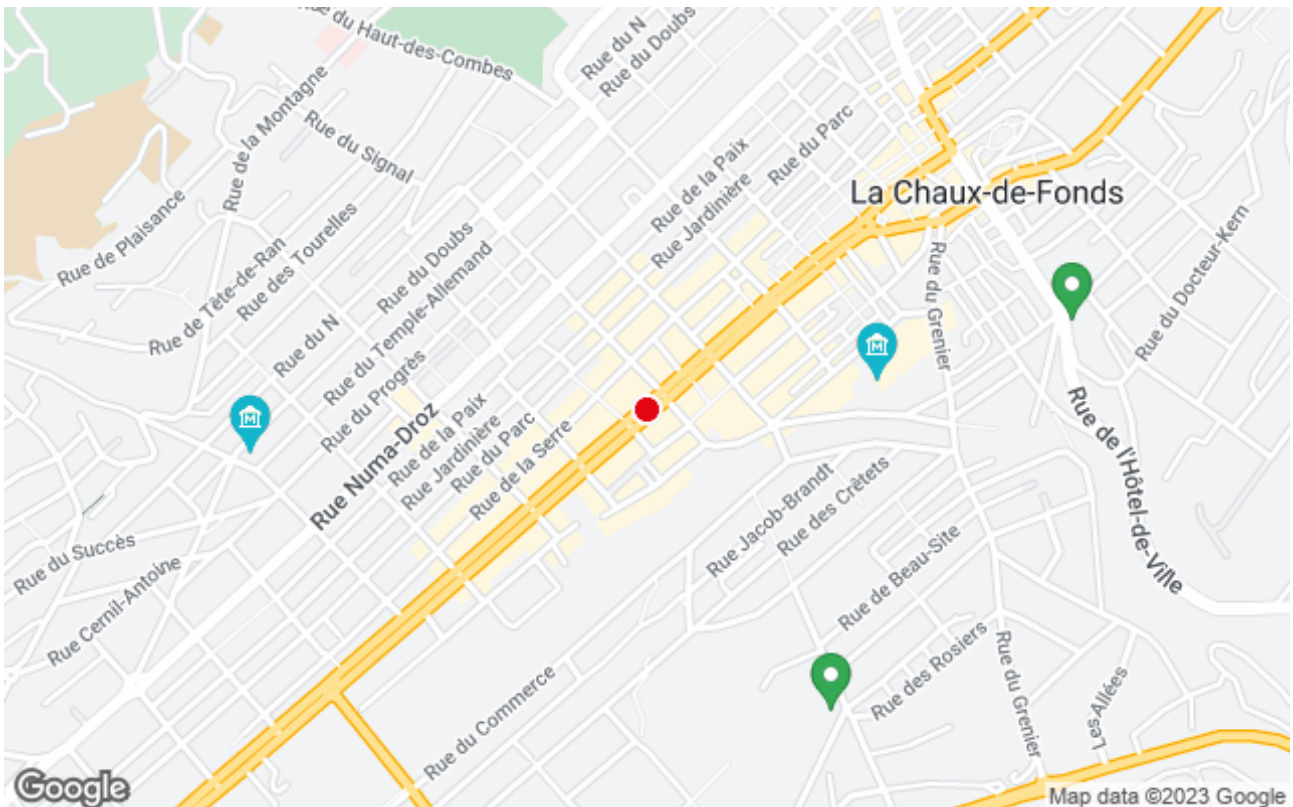 Rue du Haut-des-Combes
Rue du N
Rue du Doubs
Rue de la Montagne
Rue du Signal
Rue du Parc
Rue de la Paix
Rue Jardinière
La Chaux-de-Fonds
Rue de Plaisance
Rue des Tourelles
Rue de Tête-de-Ran
Rue du Doubs
Rue du Temple-Allemand
Rue du Grenier
Rue du Docteur-Kern
Rue du N
Rue du Progrès
Rue Numa-Droz
Rue de la Paix
Rue Jardinière
Rue du Parc
Rue de la Serre
Rue de l'Hôtel-de-Ville
Rue Jacob-Brandt
Rue des Crêtets
Rue du Succès
Rue Cernil-Antoine
Rue de Beau-Site
Rue des Rosiers
Rue du Grenier
Les Allées
Rue du Commerce
Google
Map data ©2023 Google